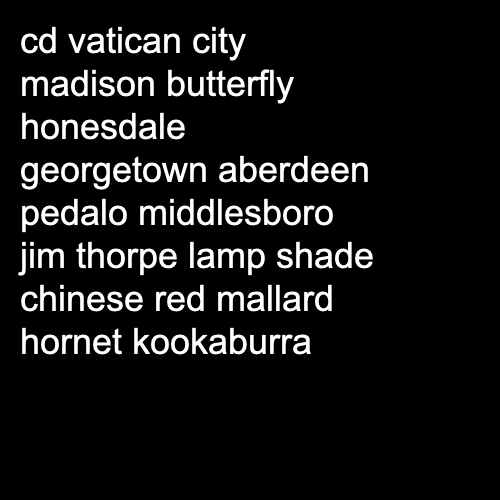 cd vatican city
madison butterfly
honesdale
georgetown aberdeen
pedalo middlesboro
jim thorpe lamp shade
chinese red mallard
hornet kookaburra